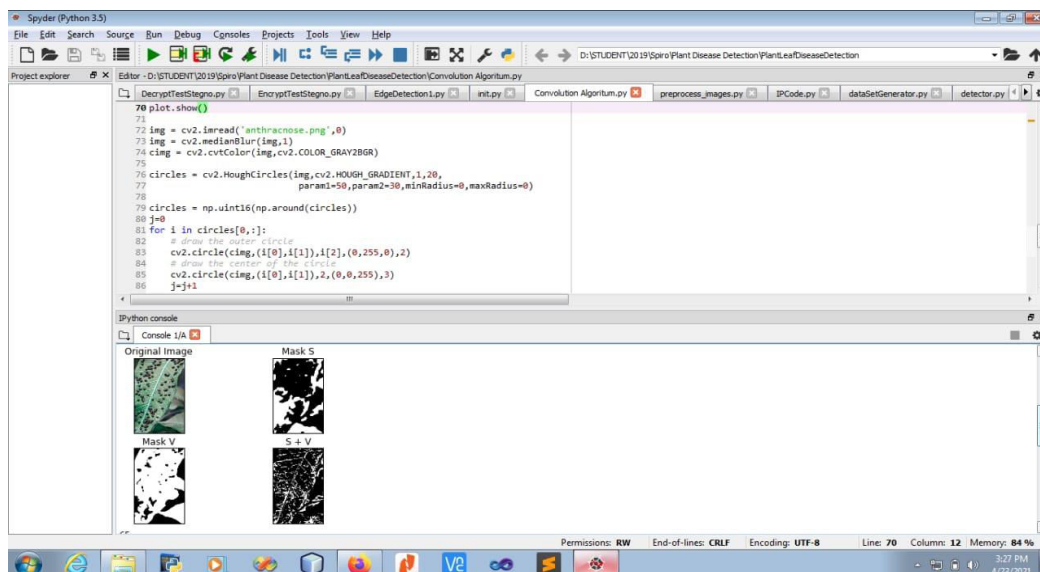 Spyder (Python 3.5)
File Edit Search Source Run Debug Consoles Projects Tools View Help
D:\STUDENT\2019\Spiro\Plant Disease Detection\PlantLeafDiseaseDetection
Project explorer
Editor - D:\STUDENT\2019\Spiro\Plant Disease Detection\PlantLeafDiseaseDetection\Convolution Algoritum.py
DecryptTestStegno.py EncryptTestStegno.py EdgeDetection1.py init.py Convolution Algoritum.py preprocess_images.py IPCode.py dataSetGenerator.py detector.py
70 plot.show()
71
72 img = cv2.imread('anthracnose.png',0)
73 img = cv2.medianBlur(img,1)
74 cimg = cv2.cvtColor(img,cv2.COLOR_GRAY2BGR)
75
76 circles = cv2.HoughCircles(img,cv2.HOUGH_GRADIENT,1,20,
77 param1=50,param2=30,minRadius=0,maxRadius=0)
78
79 circles = np.uint16(np.around(circles))
80 j=0
81 for i in circles[0,:]:
82 # draw the outer circle
83 cv2.circle(cimg,(i[0],i[1]),i[2],(0,255,0),2)
84 # draw the center of the circle
85 cv2.circle(cimg,(i[0],i[1]),2,(0,0,255),3)
86 j=j+1
IPython console
Console 1/A
Original Image Mask S
Mask V S + V
Permissions: RW End-of-lines: CRLF Encoding: UTF-8 Line: 70 Column: 12 Memory: 84 %
3:27 PM